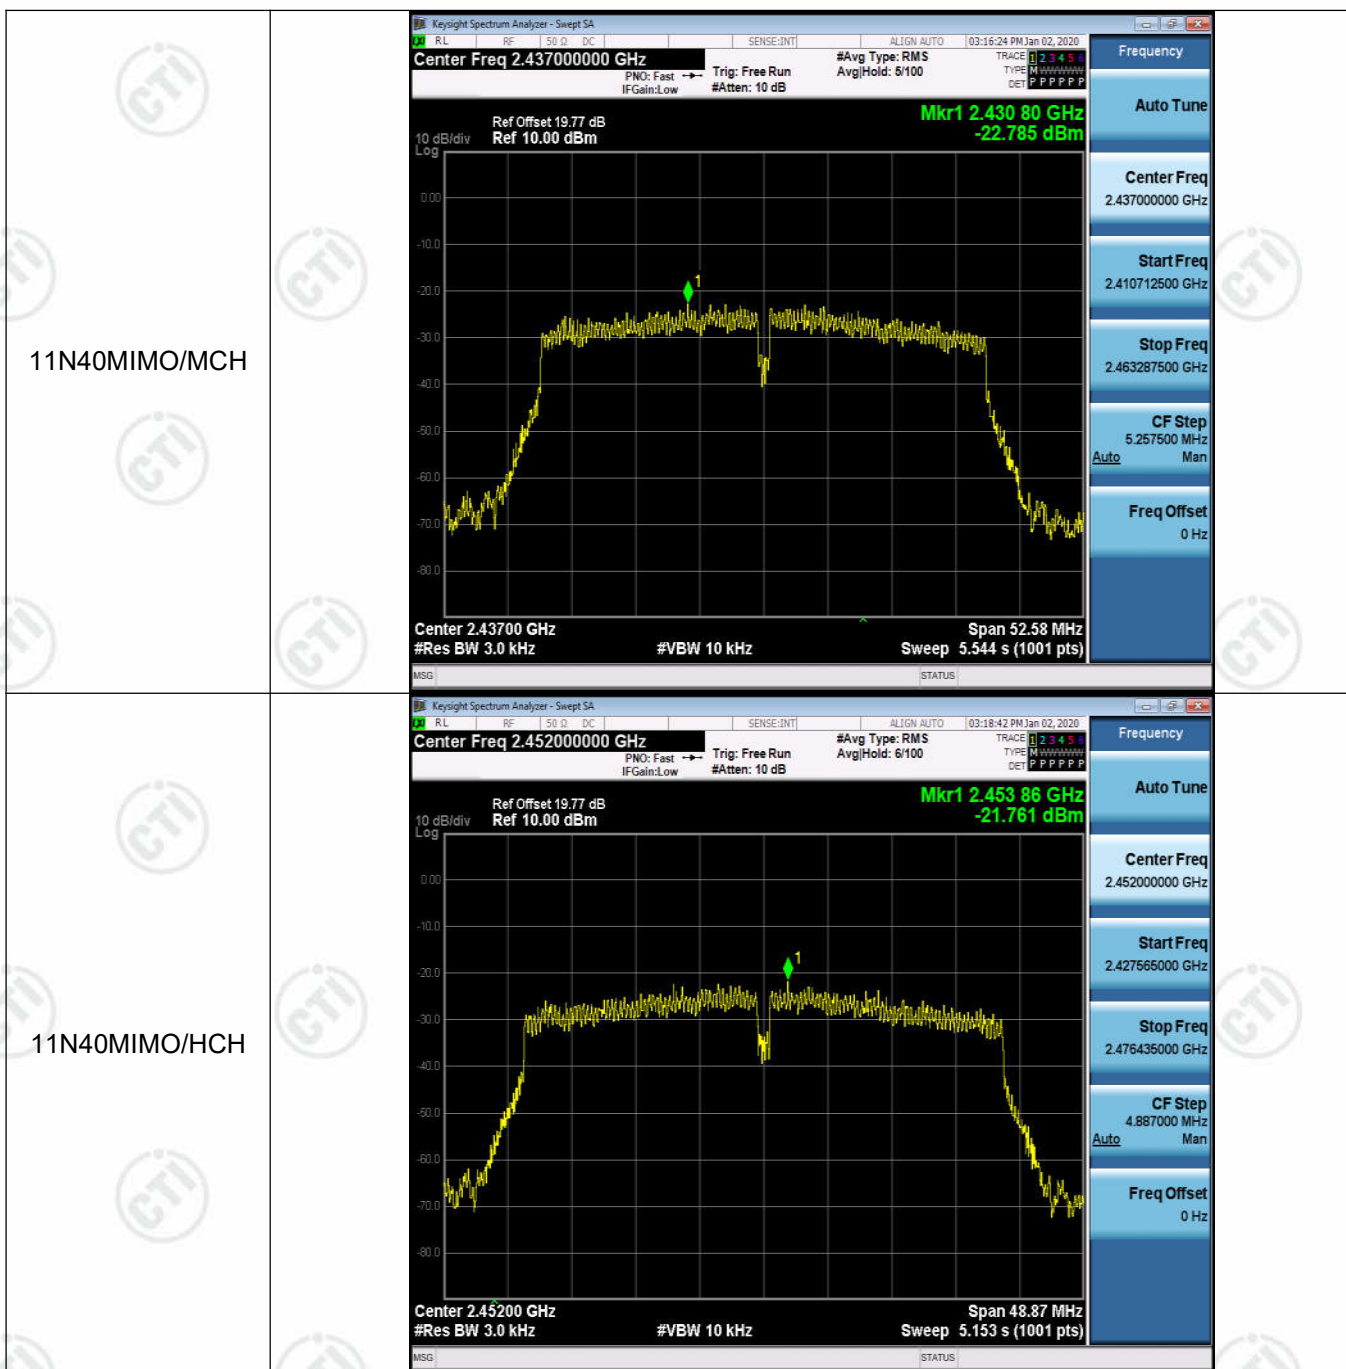 11N40MIMO/MCH
Keysight Spectrum Analyzer - Swept SA
RL RF 50 Ω DC SENSE:INT ALIGN AUTO 03:16:24 PM Jan 02, 2020
Center Freq 2.437000000 GHz
PNO: Fast
IFGain:Low
Trig: Free Run
#Atten: 10 dB
#Avg Type: RMS
Avg|Hold: 5/100
TRACE 1 2 3 4 5 6
TYPE M WWWWW
DET P P P P P P
Mkr1 2.430 80 GHz
-22.785 dBm
Ref Offset 19.77 dB
10 dB/div Ref 10.00 dBm
Log
0.00
-10.0
-20.0
-30.0
-40.0
-50.0
-60.0
-70.0
-80.0
1
Center 2.43700 GHz Span 52.58 MHz
#Res BW 3.0 kHz #VBW 10 kHz Sweep 5.544 s (1001 pts)
MSG STATUS
Frequency
Auto Tune
Center Freq
2.437000000 GHz
Start Freq
2.410712500 GHz
Stop Freq
2.463287500 GHz
CF Step
5.257500 MHz
Auto Man
Freq Offset
0 Hz
11N40MIMO/HCH
Keysight Spectrum Analyzer - Swept SA
RL RF 50 Ω DC SENSE:INT ALIGN AUTO 03:18:42 PM Jan 02, 2020
Center Freq 2.452000000 GHz
PNO: Fast
IFGain:Low
Trig: Free Run
#Atten: 10 dB
#Avg Type: RMS
Avg|Hold: 6/100
TRACE 1 2 3 4 5 6
TYPE M WWWWW
DET P P P P P P
Mkr1 2.453 86 GHz
-21.761 dBm
Ref Offset 19.77 dB
10 dB/div Ref 10.00 dBm
Log
0.00
-10.0
-20.0
-30.0
-40.0
-50.0
-60.0
-70.0
-80.0
1
Center 2.45200 GHz Span 48.87 MHz
#Res BW 3.0 kHz #VBW 10 kHz Sweep 5.153 s (1001 pts)
MSG STATUS
Frequency
Auto Tune
Center Freq
2.452000000 GHz
Start Freq
2.427565000 GHz
Stop Freq
2.476435000 GHz
CF Step
4.887000 MHz
Auto Man
Freq Offset
0 Hz
CTI